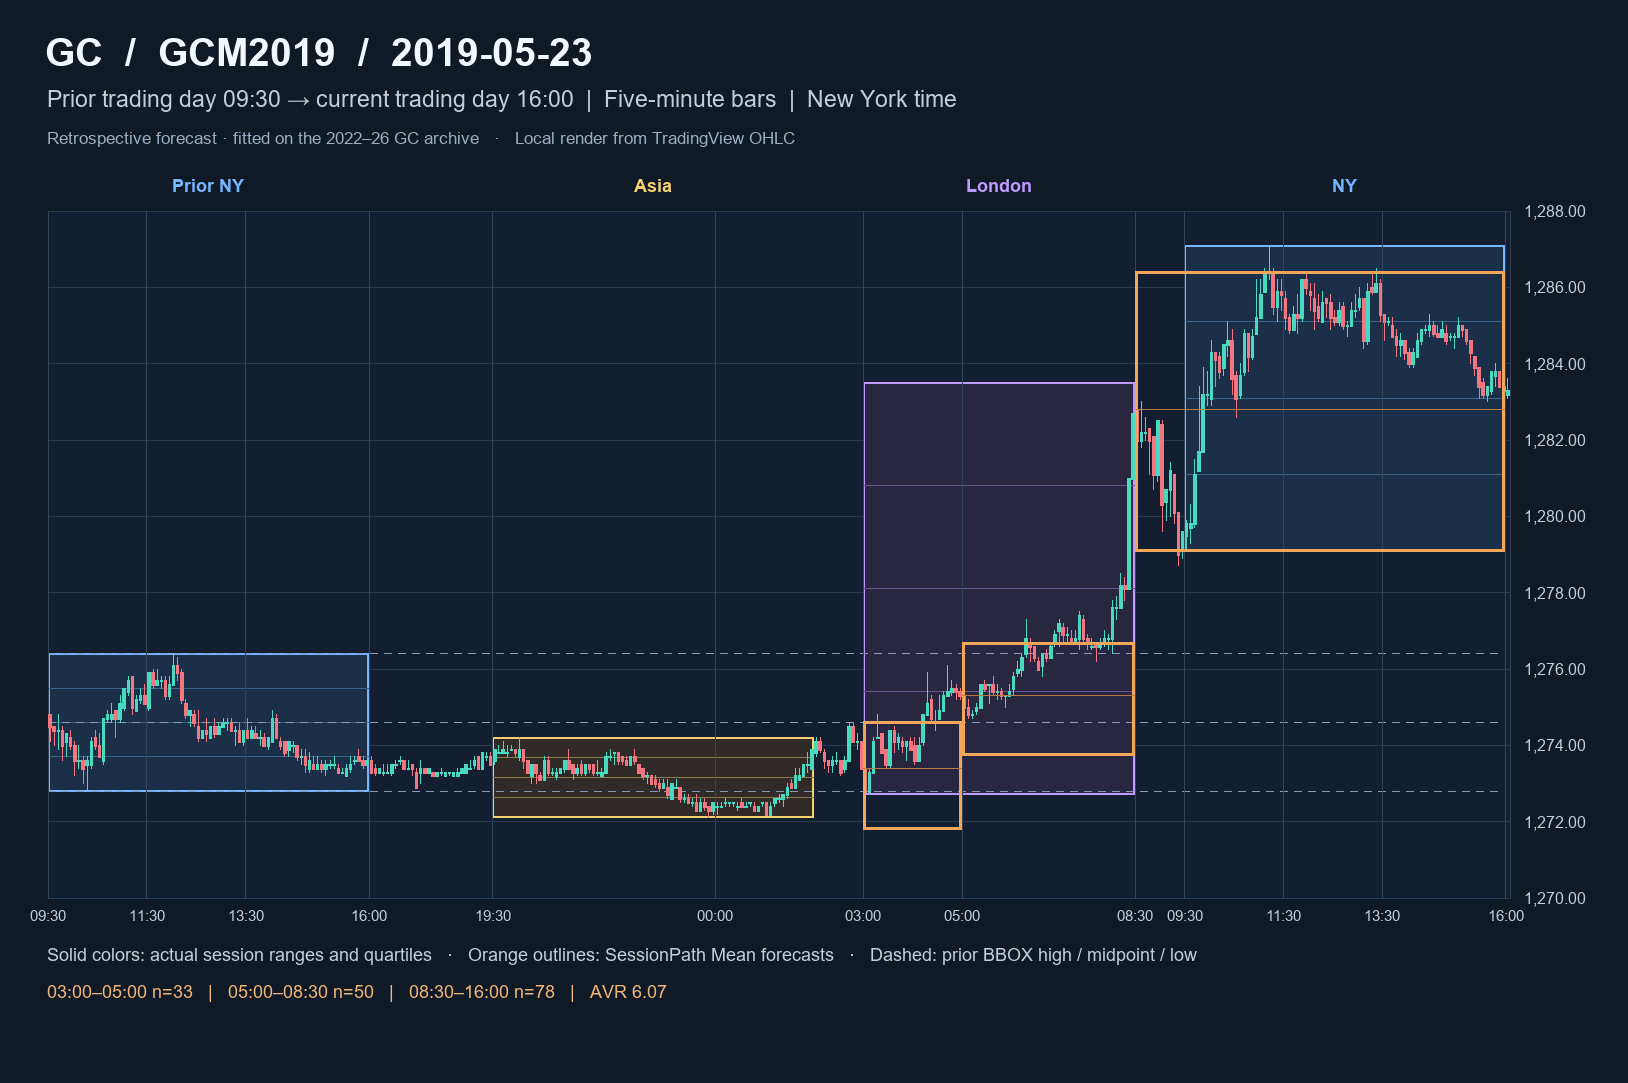 GC / GCM2019 / 2019-05-23
Prior trading day 09:30 → current trading day 16:00 | Five-minute bars | New York time
Retrospective forecast · fitted on the 2022–26 GC archive · Local render from TradingView OHLC
Prior NY Asia London NY
1,288.00
1,286.00
1,284.00
1,282.00
1,280.00
1,278.00
1,276.00
1,274.00
1,272.00
1,270.00
09:30 11:30 13:30 16:00 19:30 00:00 03:00 05:00 08:30 09:30 11:30 13:30 16:00
Solid colors: actual session ranges and quartiles · Orange outlines: SessionPath Mean forecasts · Dashed: prior BBOX high / midpoint / low
03:00–05:00 n=33 | 05:00–08:30 n=50 | 08:30–16:00 n=78 | AVR 6.07